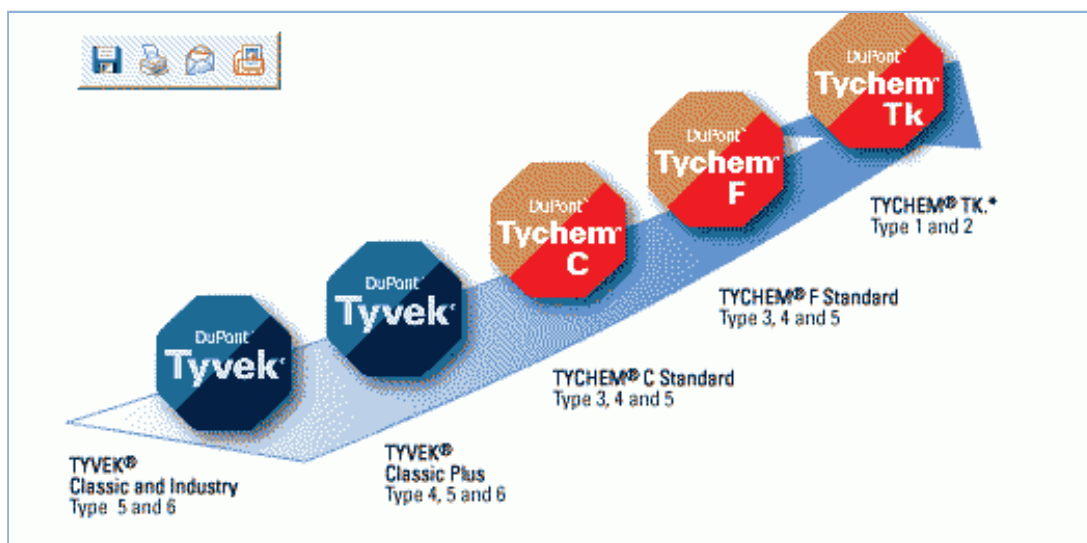 DuPont
Tyvek
TYVEK®
Classic and Industry
Type 5 and 6
DuPont
Tyvek
TYVEK®
Classic Plus
Type 4, 5 and 6
DuPont
Tychem
C
TYCHEM® C Standard
Type 3, 4 and 5
DuPont
Tychem
F
TYCHEM® F Standard
Type 3, 4 and 5
DuPont
Tychem
Tk
TYCHEM® TK.*
Type 1 and 2